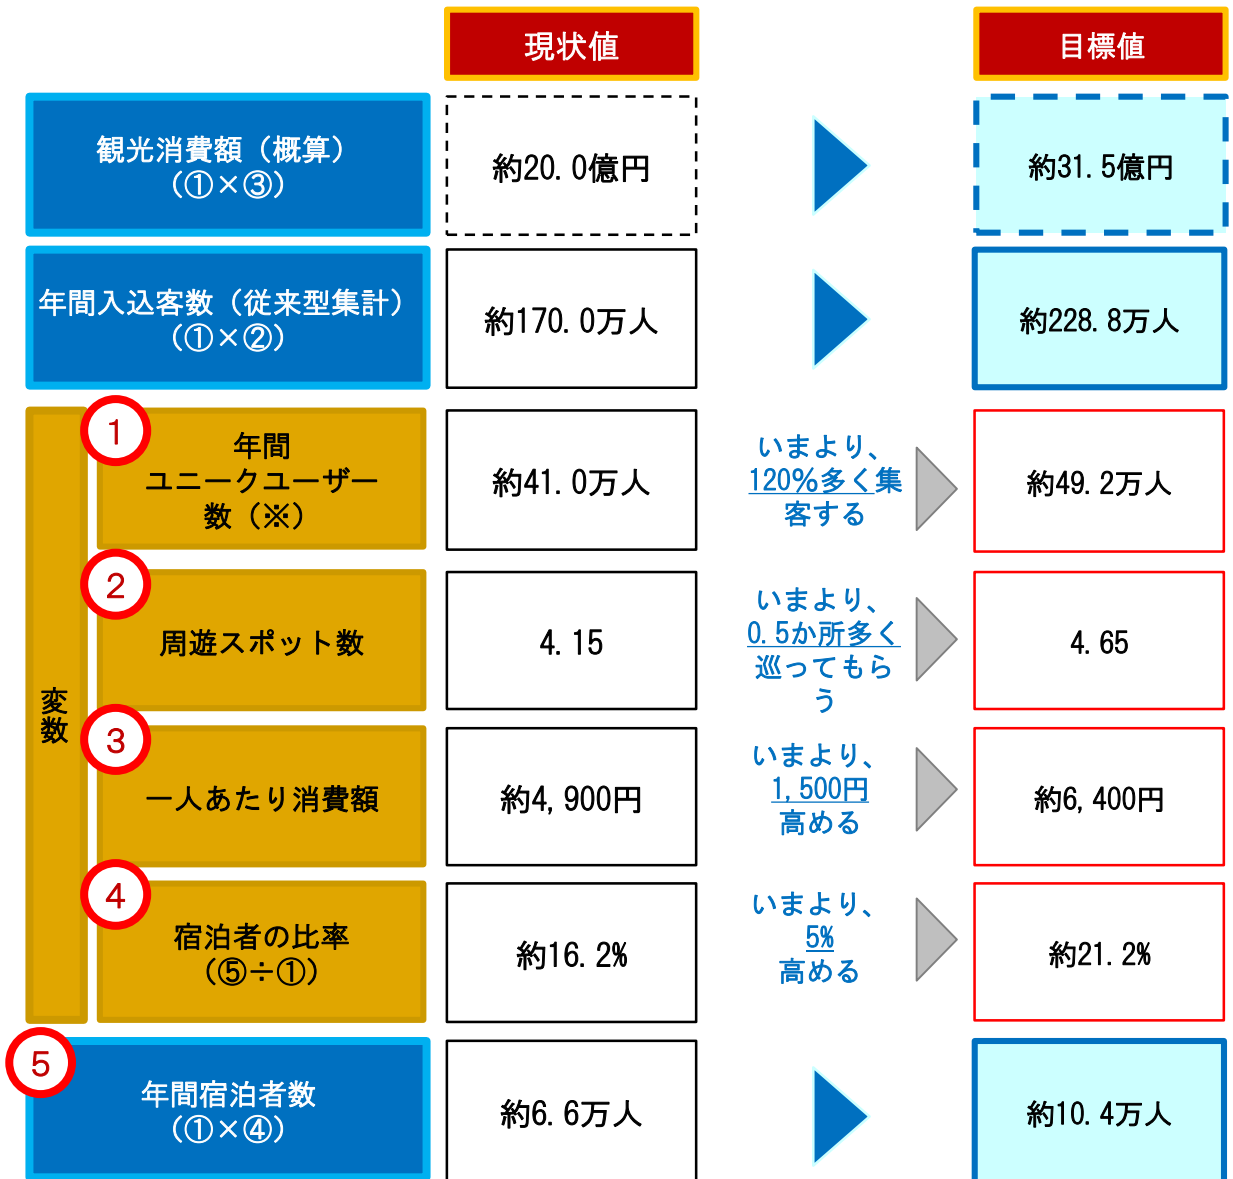 現状値
目標値
観光消費額（概算）
（①×③）
約20.0億円
約31.5億円
年間入込客数（従来型集計）
（①×②）
約170.0万人
約228.8万人
変
数
1
年間
ユニークユーザー
数（※）
約41.0万人
いまより、
120%多く集
客する
約49.2万人
2
周遊スポット数
4.15
いまより、
0.5か所多く
巡ってもら
う
4.65
3
一人あたり消費額
約4,900円
いまより、
1,500円
高める
約6,400円
4
宿泊者の比率
（⑤÷①）
約16.2%
いまより、
5%
高める
約21.2%
5
年間宿泊者数
（①×④）
約6.6万人
約10.4万人